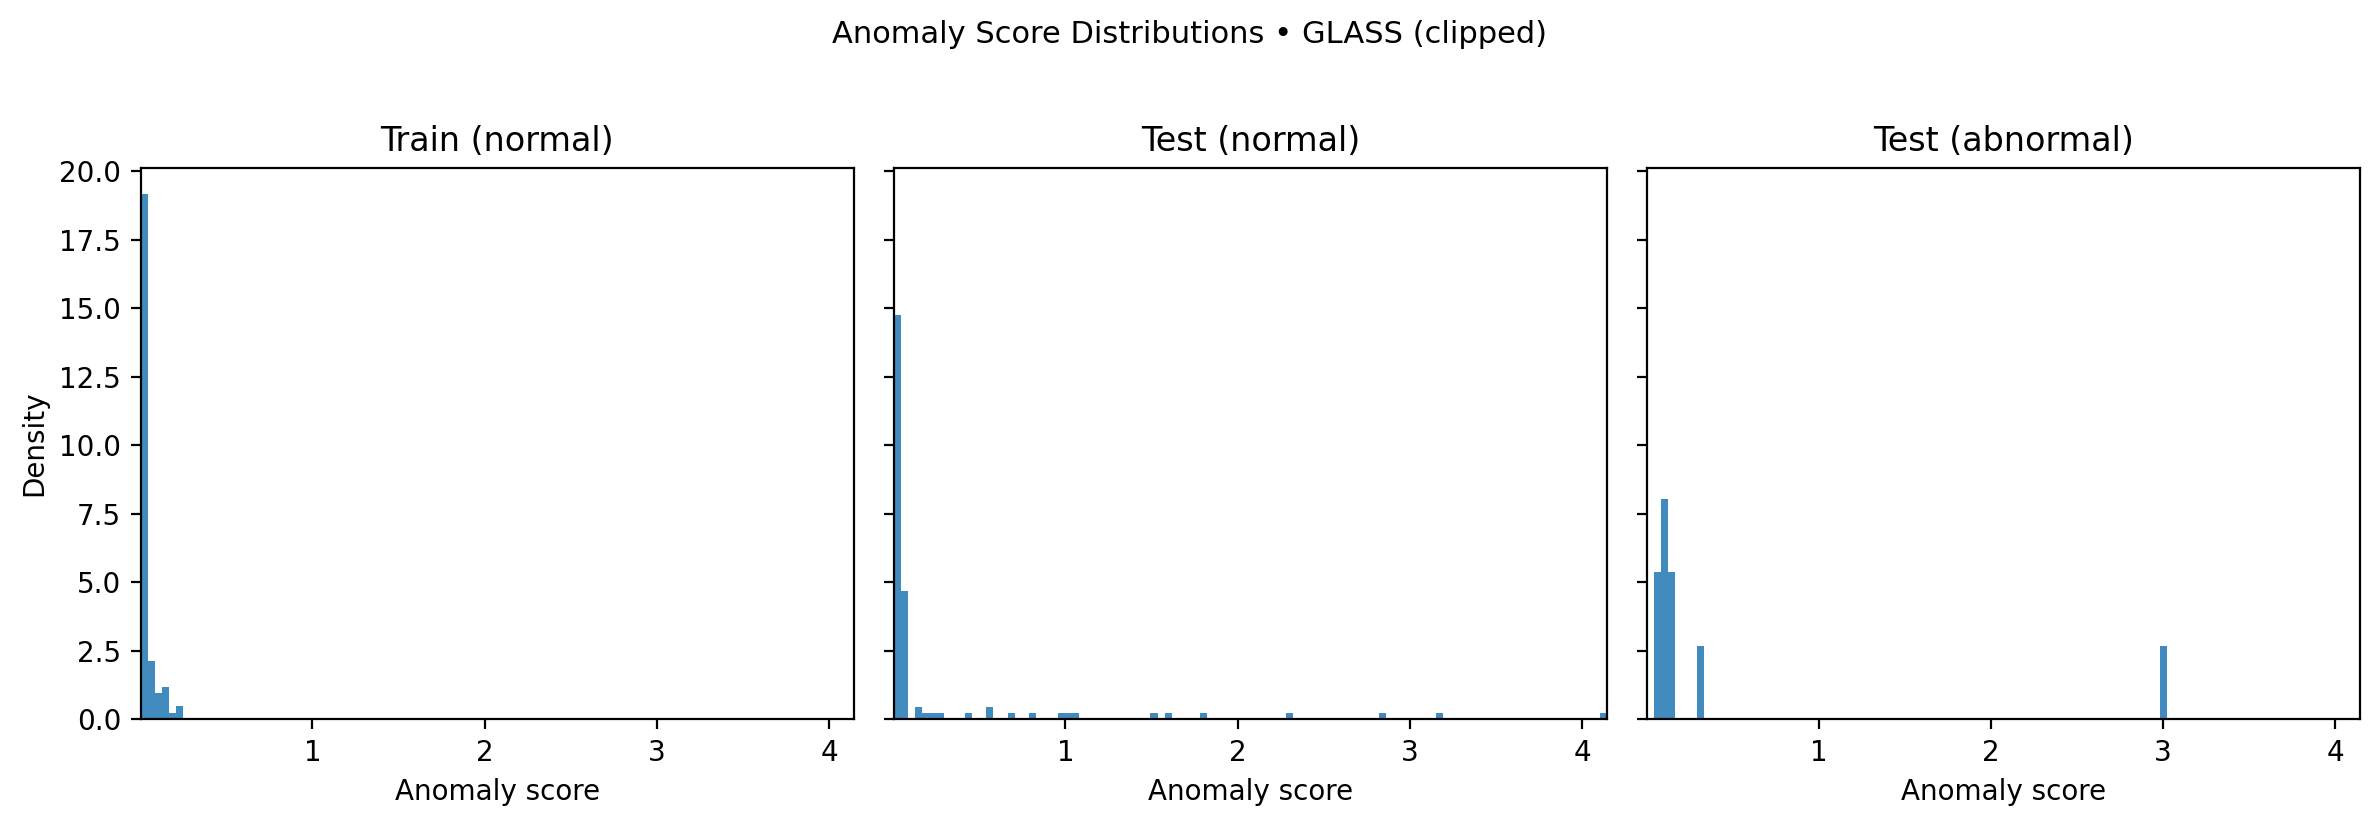 Anomaly Score Distributions • GLASS (clipped)
Train (normal)
Test (normal)
Test (abnormal)
Density
20.0
17.5
15.0
12.5
10.0
7.5
5.0
2.5
0.0
1 2 3 4
1 2 3 4
1 2 3 4
Anomaly score
Anomaly score
Anomaly score